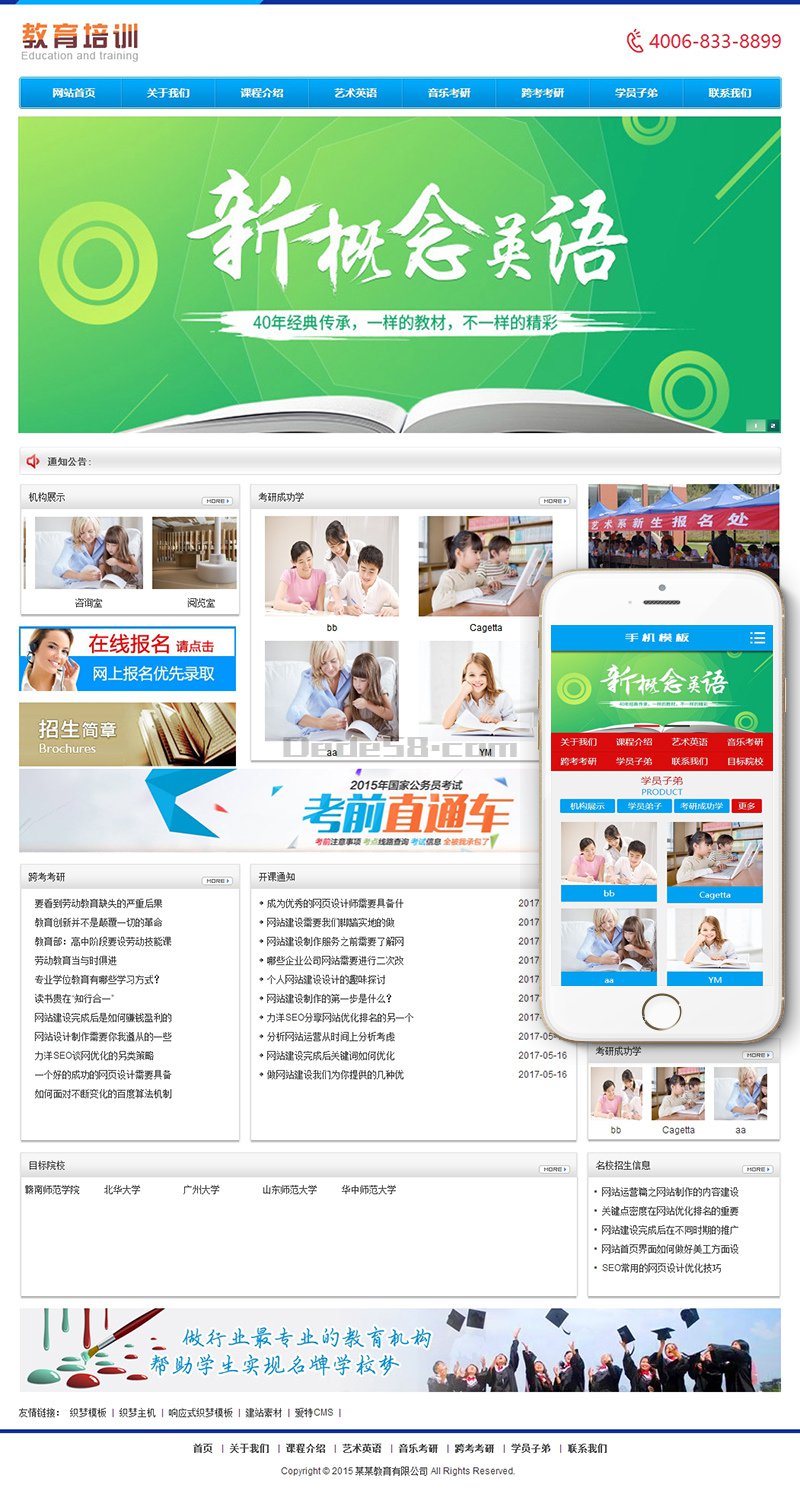 教育培训
Education and training
4006-833-8899
网站首页 关于我们 课程介绍 艺术英语 音乐考研 跨考考研 学员子弟 联系我们
新概念英语
40年经典传承，一样的教材，不一样的精彩
1 2
通知公告：
机构展示 MORE
咨询室 阅览室
考研成功学 MORE
bb Cagetta
aa YM
艺术系新生报名处
在线报名 请点击
网上报名优先录取
招生简章
Brochures
Dede58.com
2015年国家公务员考试
考前直通车
考前注意事项 考点线路查询 考试信息 全被我承包了
手机模板
新概念英语
40年经典传承，一样的教材，不一样的精彩
关于我们 课程介绍 艺术英语 音乐考研
跨考考研 学员子弟 联系我们 目标院校
学员子弟
PRODUCT
机构展示 学员弟子 考研成功学 更多
bb Cagetta
aa YM
跨考考研 MORE
要看到劳动教育缺失的严重后果
教育创新并不是颠覆一切的革命
教育部：高中阶段要设劳动技能课
劳动教育当与时俱进
专业学位教育有哪些学习方式?
读书贵在“知行合一”
网站建设完成后是如何赚钱盈利的
网站设计制作需要你我遵从的一些
力洋SEO谈网优化的另类策略
一个好的成功的网页设计需要具备
如何面对不断变化的百度算法机制
开课通知
成为优秀的网页设计师需要具备什 2017
网站建设需要我们脚踏实地的做 2017-
网站建设制作服务之前需要了解网 2017-
哪些企业公司网站需要进行二次改 2017-
个人网站建设设计的趣味探讨 2017-
网站建设制作的第一步是什么? 2017-
力洋SEO分享网站优化排名的另一个 2017-
分析网站运营从时间上分析考虑 2017-05-16
网站建设完成后关键词如何优化 2017-05-16
做网站建设我们为你提供的几种优 2017-05-16
考研成功学 MORE
bb Cagetta aa
目标院校 MORE
赣南师范学院 北华大学 广州大学 山东师范大学 华中师范大学
名校招生信息 MORE
网站运营篇之网站制作的内容建设
关键点密度在网站优化排名的重要
网站建设完成后在不同时期的推广
网站首页界面如何做好美工方面设
SEO常用的网页设计优化技巧
做行业最专业的教育机构
帮助学生实现名牌学校梦
友情链接： 织梦模板 | 织梦主机 | 响应式织梦模板 | 建站素材 | 爱特CMS |
首页 | 关于我们 | 课程介绍 | 艺术英语 | 音乐考研 | 跨考考研 | 学员子弟 | 联系我们
Copyright © 2015 某某教育有限公司 All Rights Reserved.